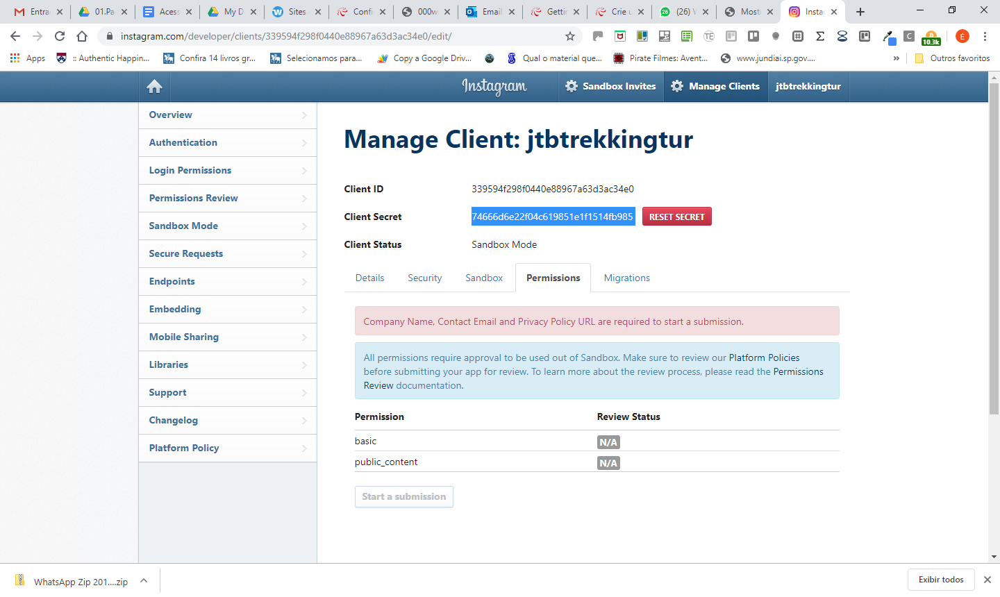 Entra
01.Pa
Acess
My D
Sites
Confi
000w
Email
Gettin
Crie u
26
(26) W
Mostr
Insta
instagram.com/developer/clients/339594f298f0440e88967a63d3ac34e0/edit/
TE
C
10.3k
É
Apps
:: Authentic Happin...
Confira 14 livros gr...
Selecionamos para...
Copy a Google Driv...
Qual o material que...
Pirate Filmes: Avent...
www.jundiai.sp.gov....
»
Outros favoritos
Instagram
Sandbox Invites
Manage Clients
jtbtrekkingtur
Overview
Authentication
Login Permissions
Permissions Review
Sandbox Mode
Secure Requests
Endpoints
Embedding
Mobile Sharing
Libraries
Support
Changelog
Platform Policy
Manage Client: jtbtrekkingtur
Client ID 339594f298f0440e88967a63d3ac34e0
Client Secret 74666d6e22f04c619851e1f1514fb985 RESET SECRET
Client Status Sandbox Mode
Details Security Sandbox Permissions Migrations
Company Name, Contact Email and Privacy Policy URL are required to start a submission.
All permissions require approval to be used out of Sandbox. Make sure to review our Platform Policies
before submitting your app for review. To learn more about the review process, please read the Permissions
Review documentation.
Permission Review Status
basic N/A
public_content N/A
Start a submission
WhatsApp Zip 201....zip
Exibir todos